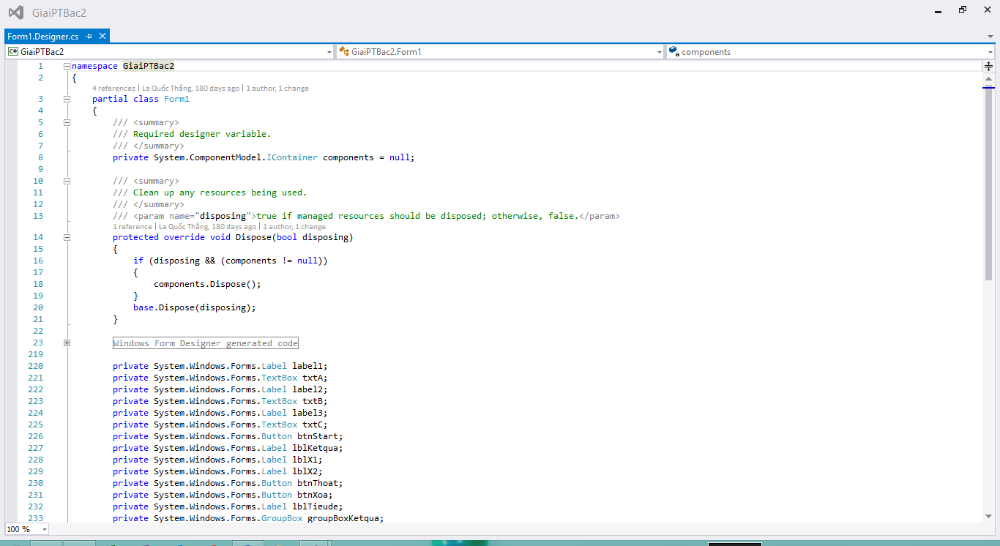 GiaiPTBac2
Form1.Designer.cs
C# GiaiPTBac2 GiaiPTBac2.Form1 components
1 namespace GiaiPTBac2
2 {
4 references | La Quốc Thắng, 180 days ago | 1 author, 1 change
3 partial class Form1
4 {
5 /// <summary>
6 /// Required designer variable.
7 /// </summary>
8 private System.ComponentModel.IContainer components = null;
9
10 /// <summary>
11 /// Clean up any resources being used.
12 /// </summary>
13 /// <param name="disposing">true if managed resources should be disposed; otherwise, false.</param>
1 reference | La Quốc Thắng, 180 days ago | 1 author, 1 change
14 protected override void Dispose(bool disposing)
15 {
16 if (disposing && (components != null))
17 {
18 components.Dispose();
19 }
20 base.Dispose(disposing);
21 }
22
23 Windows Form Designer generated code
219
220 private System.Windows.Forms.Label label1;
221 private System.Windows.Forms.TextBox txtA;
222 private System.Windows.Forms.Label label2;
223 private System.Windows.Forms.TextBox txtB;
224 private System.Windows.Forms.Label label3;
225 private System.Windows.Forms.TextBox txtC;
226 private System.Windows.Forms.Button btnStart;
227 private System.Windows.Forms.Label lblKetqua;
228 private System.Windows.Forms.Label lblX1;
229 private System.Windows.Forms.Label lblX2;
230 private System.Windows.Forms.Button btnThoat;
231 private System.Windows.Forms.Button btnXoa;
232 private System.Windows.Forms.Label lblTieude;
233 private System.Windows.Forms.GroupBox groupBoxKetqua;
100 %